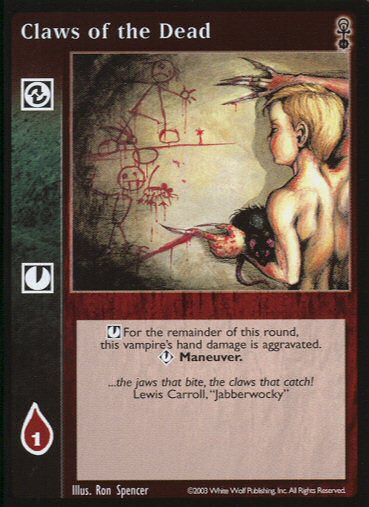 Claws of the Dead
For the remainder of this round,
this vampire's hand damage is aggravated.
Maneuver.
...the jaws that bite, the claws that catch!
Lewis Carroll, "Jabberwocky"
1
Illus. Ron Spencer
©2003 White Wolf Publishing, Inc. All Rights Reserved.